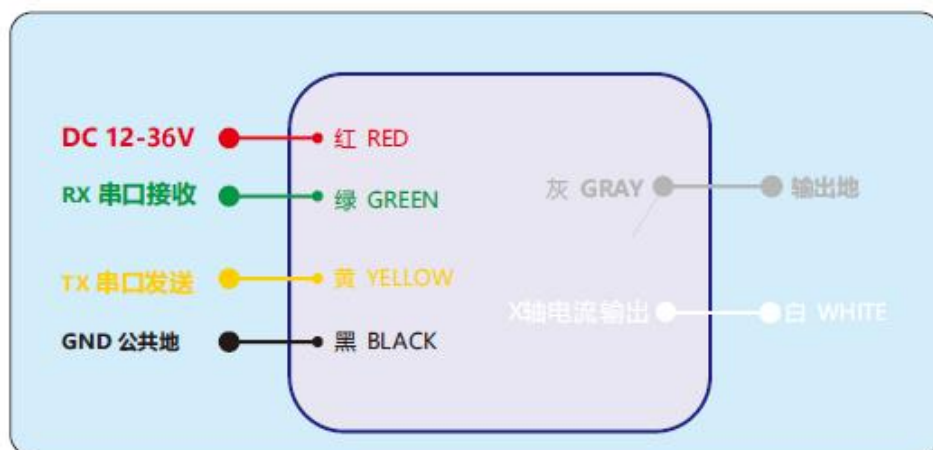 DC 12-36V 红 RED
RX 串口接收 绿 GREEN
灰 GRAY 输出地
TX 串口发送 黄 YELLOW
X轴电流输出 白 WHITE
GND 公共地 黑 BLACK